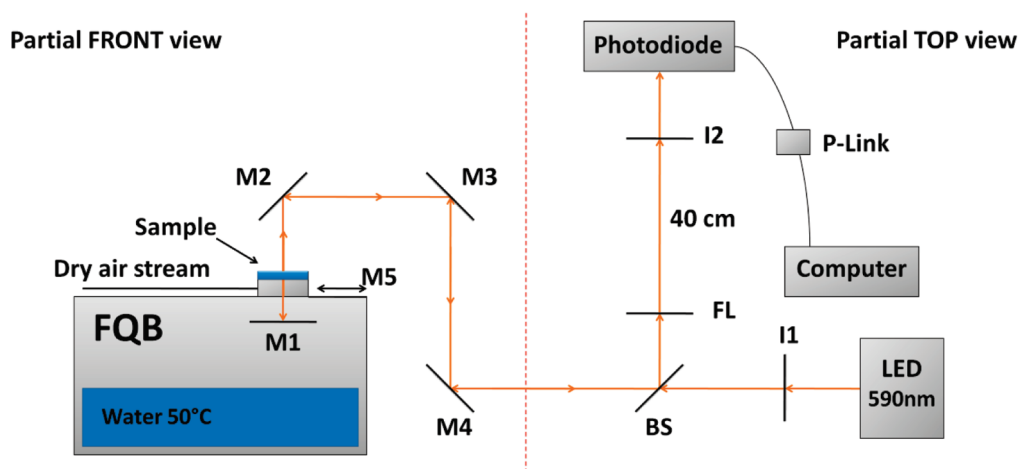 Partial FRONT view
Partial TOP view
Photodiode
I2
P-Link
M2
M3
Sample
40 cm
Dry air stream
M5
Computer
FQB
M1
FL
I1
LED
590nm
Water 50°C
M4
BS